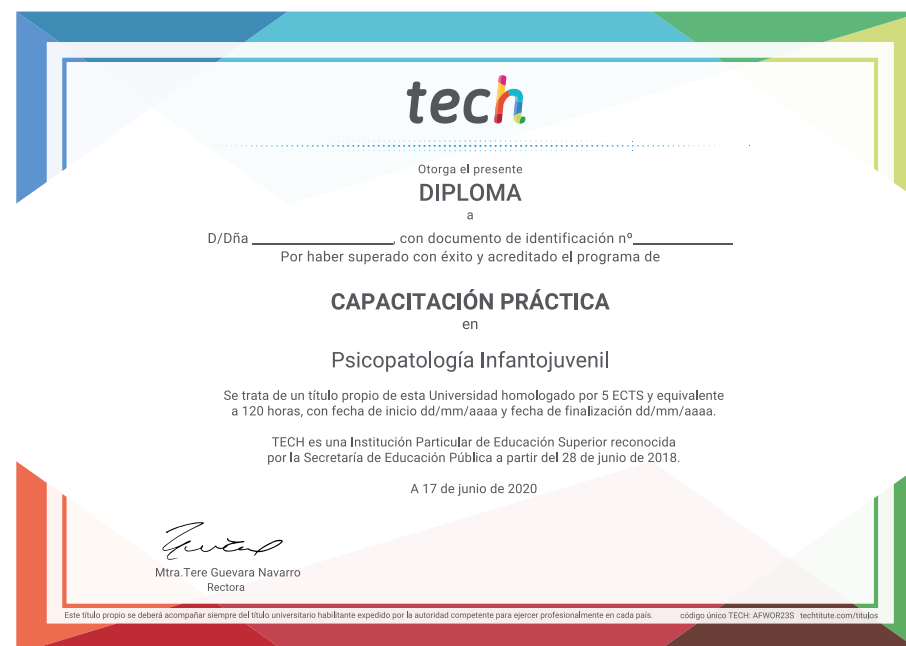 tech
Otorga el presente
DIPLOMA
a
D/Dña ____________, con documento de identificación nº____________
Por haber superado con éxito y acreditado el programa de
CAPACITACIÓN PRÁCTICA
en
Psicopatología Infantojuvenil
Se trata de un título propio de esta Universidad homologado por 5 ECTS y equivalente
a 120 horas, con fecha de inicio dd/mm/aaaa y fecha de finalización dd/mm/aaaa.
TECH es una Institución Particular de Educación Superior reconocida
por la Secretaría de Educación Pública a partir del 28 de junio de 2018.
A 17 de junio de 2020
Mtra.Tere Guevara Navarro
Rectora
Este título propio se deberá acompañar siempre del título universitario habilitante expedido por la autoridad competente para ejercer profesionalmente en cada país. código único TECH: AFWOR23S techtitute.com/titulos